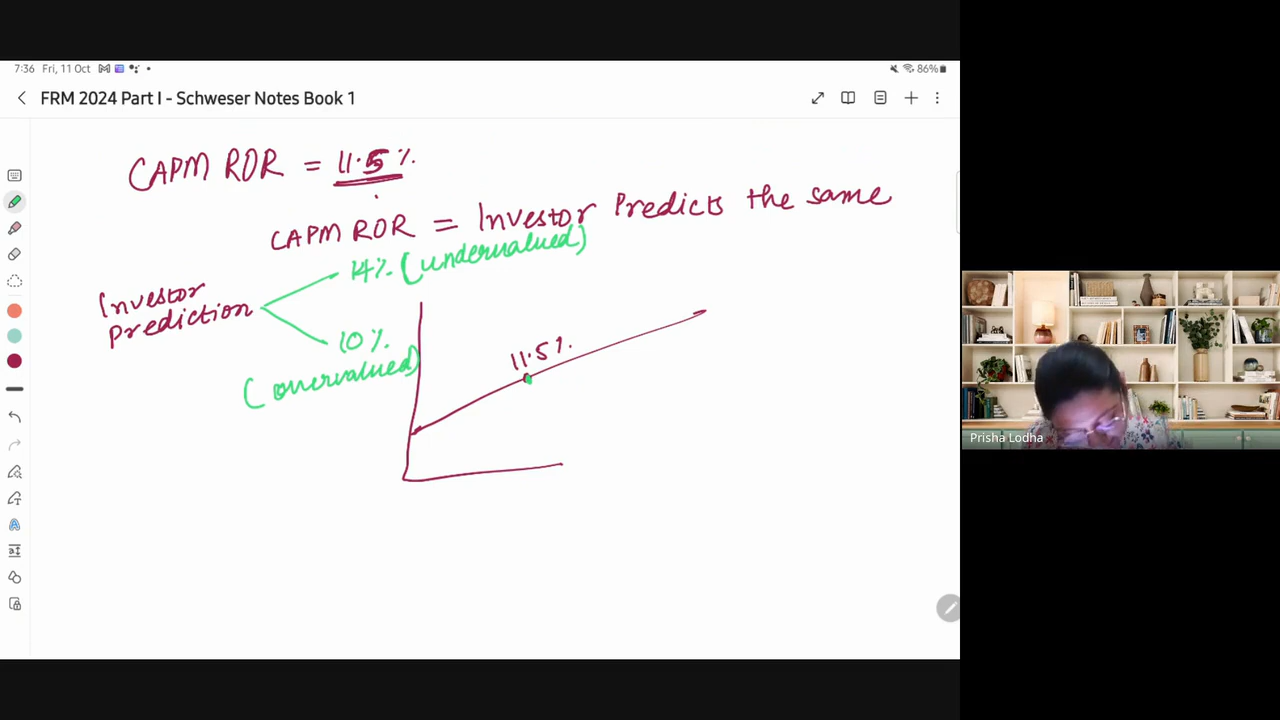 7:36 Fri, 11 Oct
86%
FRM 2024 Part I - Schweser Notes Book 1
CAPM ROR = 11.5%.
CAPM ROR = Investor Predicts the same
14%. (undervalued)
Investor
Prediction
10%.
(overvalued)
11.5%.
Prisha Lodha